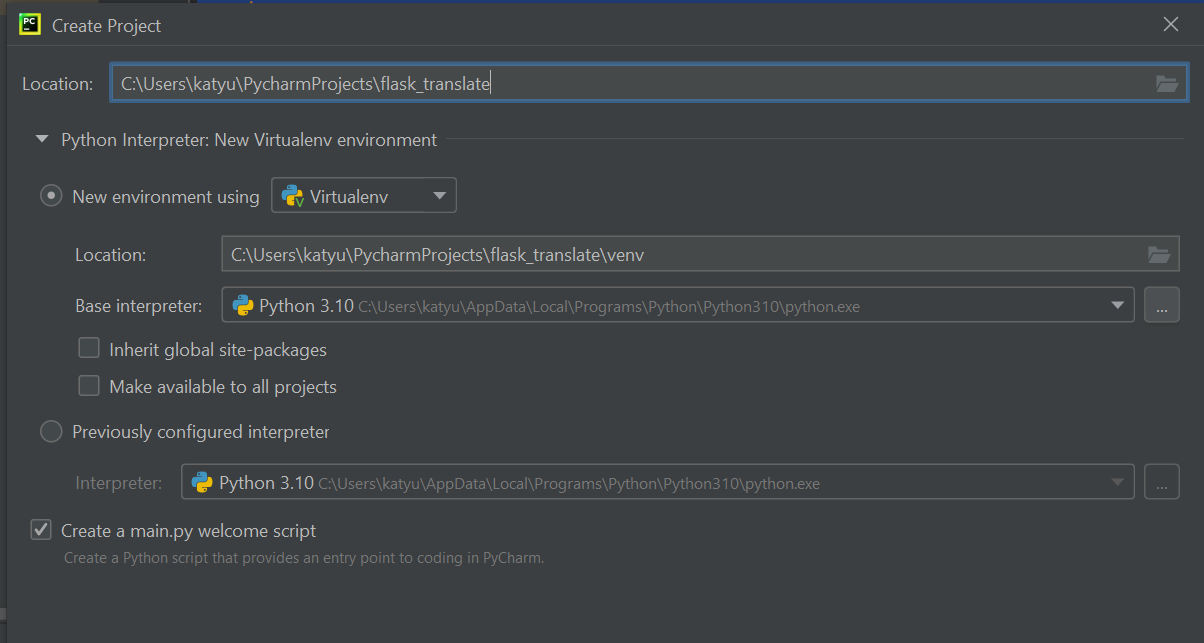 PC
Create Project
Location: C:\Users\katyu\PycharmProjects\flask_translate
Python Interpreter: New Virtualenv environment
New environment using Virtualenv
Location: C:\Users\katyu\PycharmProjects\flask_translate\venv
Base interpreter: Python 3.10 C:\Users\katyu\AppData\Local\Programs\Python\Python310\python.exe ...
Inherit global site-packages
Make available to all projects
Previously configured interpreter
Interpreter: Python 3.10 C:\Users\katyu\AppData\Local\Programs\Python\Python310\python.exe ...
Create a main.py welcome script
Create a Python script that provides an entry point to coding in PyCharm.